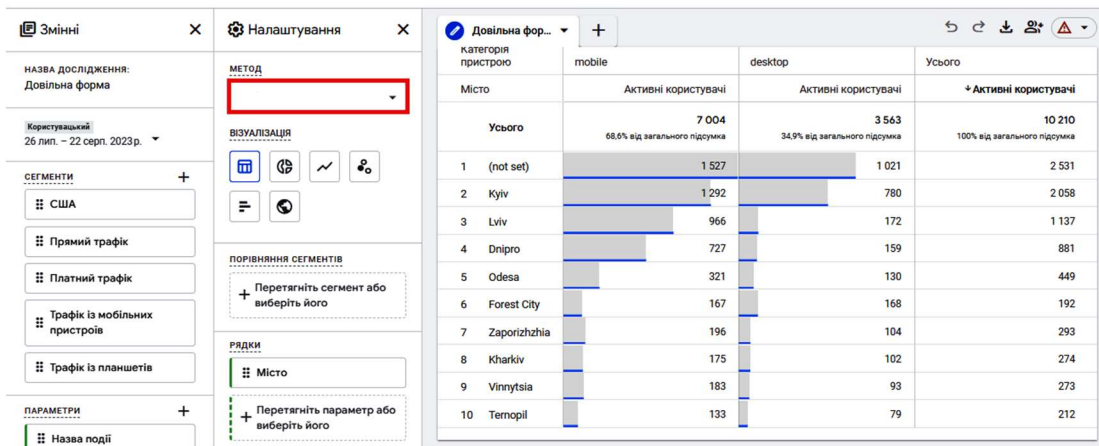 Змінні
НАЗВА ДОСЛІДЖЕННЯ:
Довільна форма
Користувацький
26 лип. – 22 серп. 2023 р.
СЕГМЕНТИ
США
Прямий трафік
Платний трафік
Трафік із мобільних
пристроїв
Трафік із планшетів
ПАРАМЕТРИ
Назва події
Налаштування
МЕТОД
ВІЗУАЛІЗАЦІЯ
ПОРІВНЯННЯ СЕГМЕНТІВ
Перетягніть сегмент або
виберіть його
РЯДКИ
Місто
Перетягніть параметр або
виберіть його
Довільна фор...
Категорія
пристрою mobile desktop Усього
Місто Активні користувачі Активні користувачі Активні користувачі
Усього 7 004 3 563 10 210
68,6% від загального підсумка 34,9% від загального підсумка 100% від загального підсумка
1 (not set) 1 527 1 021 2 531
2 Kyiv 1 292 780 2 058
3 Lviv 966 172 1 137
4 Dnipro 727 159 881
5 Odesa 321 130 449
6 Forest City 167 168 192
7 Zaporizhzhia 196 104 293
8 Kharkiv 175 102 274
9 Vinnytsia 183 93 273
10 Ternopil 133 79 212